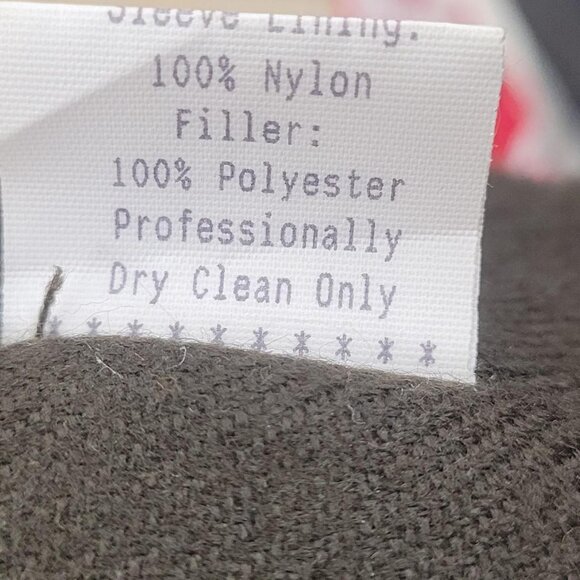 Sleeve Lining:
100% Nylon
Filler:
100% Polyester
Professionally
Dry Clean Only
* * * * * * * * * *